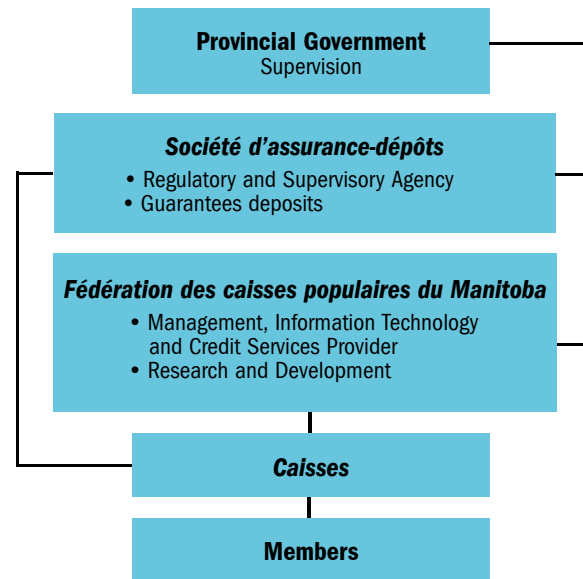 Provincial Government
Supervision
Société d'assurance-dépôts
• Regulatory and Supervisory Agency
• Guarantees deposits
Fédération des caisses populaires du Manitoba
• Management, Information Technology
and Credit Services Provider
• Research and Development
Caisses
Members